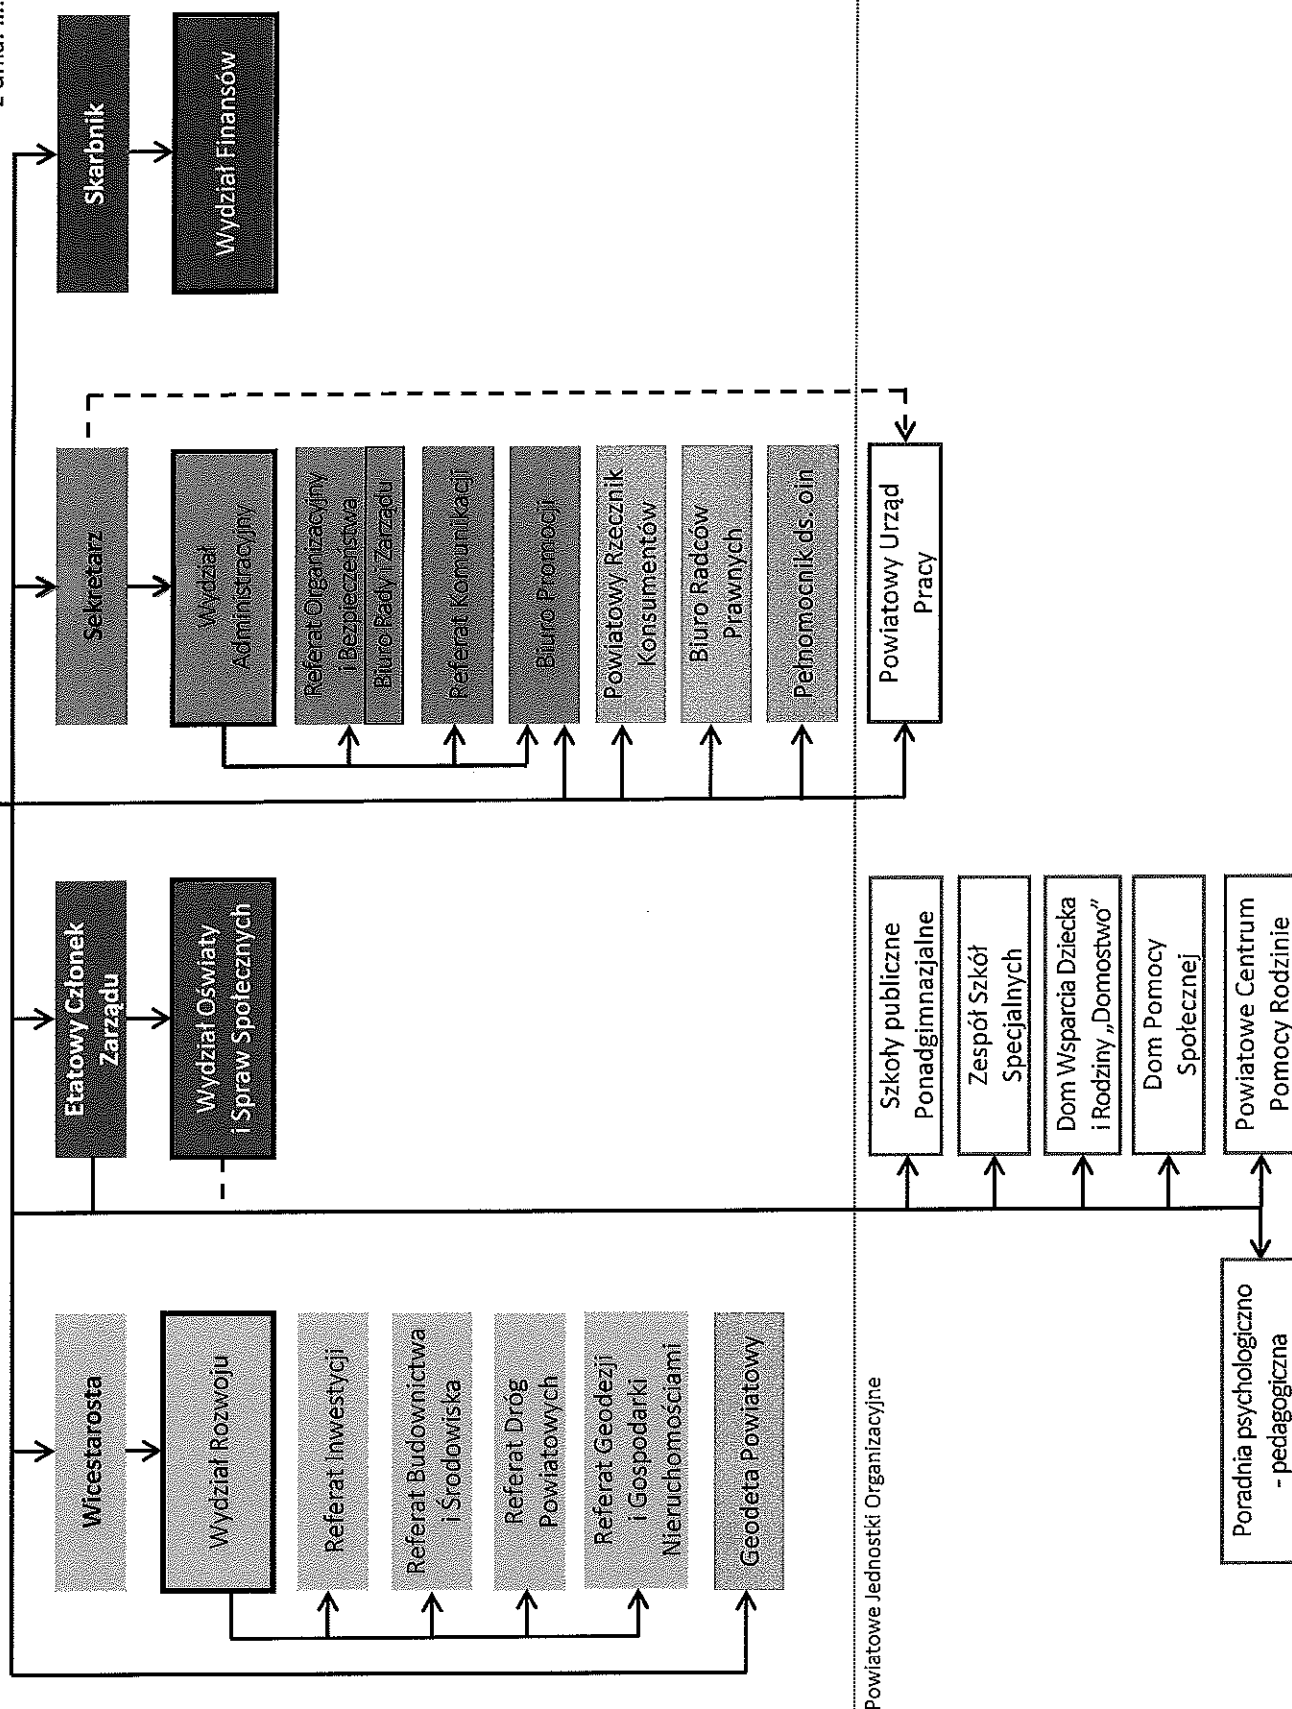 Wicestarosta
Wydział Rozwoju
Referat Inwestycji
Referat Budownictwa
i Środowiska
Referat Dróg
Powiatowych
Referat Geodezji
i Gospodarki
Nieruchomościami
Geodeta Powiatowy
Etatowy Członek
Zarządu
Wydział Oświaty
i Spraw Społecznych
Sekretarz
Wydział
Administracyjny
Referat Organizacyjny
i Bezpieczeństwa
Biuro Rady i Zarządu
Referat Komunikacji
Biuro Promocji
Powiatowy Rzecznik
Konsumentów
Biuro Radców
Prawnych
Pełnomocnik ds. oin
Skarbnik
Wydział Finansów
Powiatowe Jednostki Organizacyjne
Szkoły publiczne
Ponadgimnazjalne
Zespół Szkół
Specjalnych
Dom Wsparcia Dziecka
i Rodziny „Domostwo”
Dom Pomocy
Społecznej
Powiatowe Centrum
Pomocy Rodzinie
Poradnia psychologiczno
- pedagogiczna
Powiatowy Urząd
Pracy